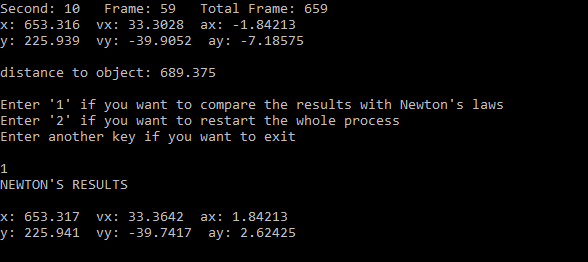 Second: 10   Frame: 59   Total Frame: 659
x: 653.316  vx: 33.3028  ax: -1.84213
y: 225.939  vy: -39.9052  ay: -7.18575
distance to object: 689.375
Enter '1' if you want to compare the results with Newton's laws
Enter '2' if you want to restart the whole process
Enter another key if you want to exit
1
NEWTON'S RESULTS
x: 653.317  vx: 33.3642  ax: 1.84213
y: 225.941  vy: -39.7417  ay: 2.62425